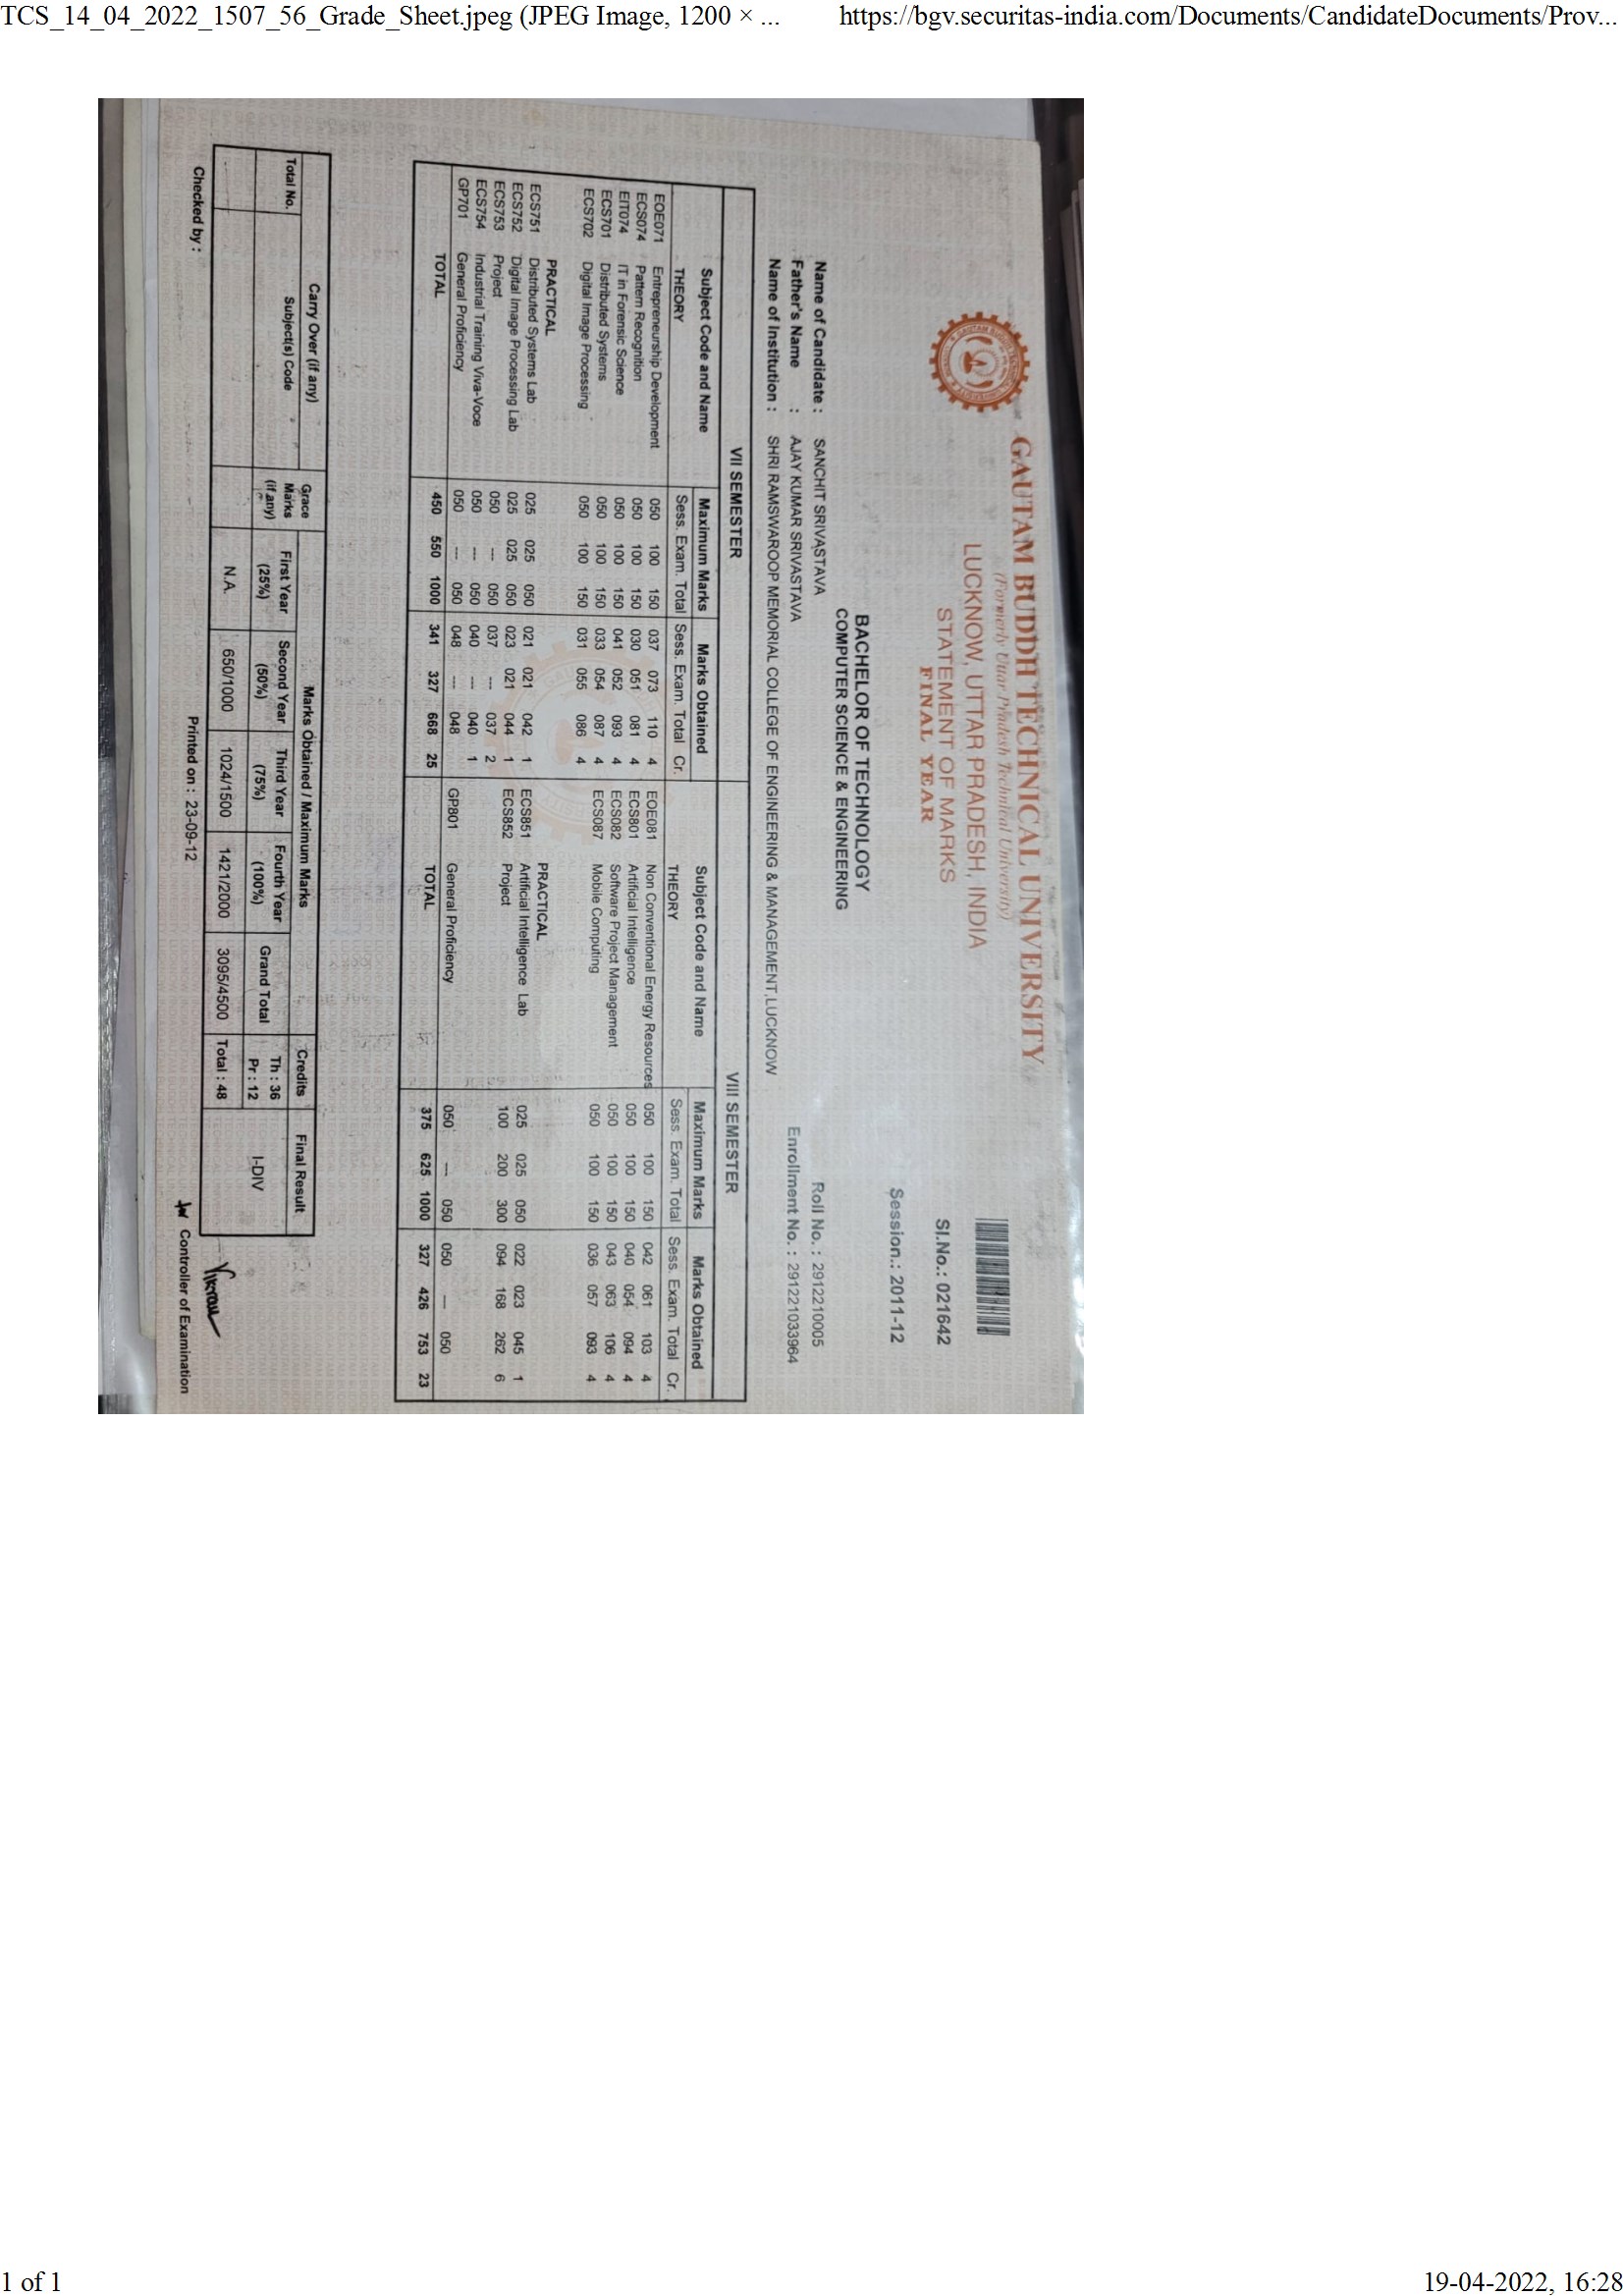 TCS_14_04_2022_1507_56_Grade_Sheet.jpeg (JPEG Image, 1200 × ... https://bgv.securitas-india.com/Documents/CandidateDocuments/Prov...
GAUTAM BUDDH TECHNICAL UNIVERSITY
(Formerly Uttar Pradesh Technical University)
LUCKNOW, UTTAR PRADESH, INDIA
STATEMENT OF MARKS
FINAL YEAR
Sl.No.: 021642
Session.: 2011-12
BACHELOR OF TECHNOLOGY
COMPUTER SCIENCE & ENGINEERING
Name of Candidate : SANCHIT SRIVASTAVA Roll No. : 2912210005
Father's Name : AJAY KUMAR SRIVASTAVA Enrollment No. : 291221033964
Name of Institution : SHRI RAMSWAROOP MEMORIAL COLLEGE OF ENGINEERING & MANAGEMENT,LUCKNOW
VII SEMESTER VIII SEMESTER
Subject Code and Name Maximum Marks Marks Obtained Subject Code and Name Maximum Marks Marks Obtained
THEORY Sess. Exam. Total Sess. Exam. Total Cr. THEORY Sess. Exam. Total Sess. Exam. Total Cr.
EOE071 Entrepreneurship Development 050 100 150 037 073 110 4 EOE081 Non Conventional Energy Resources 050 100 150 042 061 103 4
ECS074 Pattern Recognition 050 100 150 030 051 081 4 ECS801 Artificial Intelligence 050 100 150 040 054 094 4
EIT074 IT in Forensic Science 050 100 150 041 052 093 4 ECS082 Software Project Management 050 100 150 043 063 106 4
ECS701 Distributed Systems 050 100 150 033 054 087 4 ECS087 Mobile Computing 050 100 150 036 057 093 4
ECS702 Digital Image Processing 050 100 150 031 055 086 4
PRACTICAL PRACTICAL
ECS751 Distributed Systems Lab 025 025 050 021 021 042 1 ECS851 Artificial Intelligence Lab 025 025 050 022 023 045 1
ECS752 Digital Image Processing Lab 025 025 050 023 021 044 1 ECS852 Project 100 200 300 094 168 262 6
ECS753 Project 050 --- 050 037 --- 037 2
ECS754 Industrial Training Viva-Voce 050 --- 050 040 --- 040 1
GP701 General Proficiency 050 --- 050 048 --- 048 GP801 General Proficiency 050 --- 050 050 --- 050
TOTAL 450 550 1000 341 327 668 25 TOTAL 375 625 1000 327 426 753 23
Carry Over (if any) Grace Marks (if any) Marks Obtained / Maximum Marks Credits Final Result
Total No. Subject(s) Code First Year (25%) Second Year (50%) Third Year (75%) Fourth Year (100%) Grand Total Th : 36 Pr : 12
N.A. 650/1000 1024/1500 1421/2000 3095/4500 Total : 48 I-DIV
Checked by : Printed on : 23-09-12 Controller of Examination
1 of 1 19-04-2022, 16:28